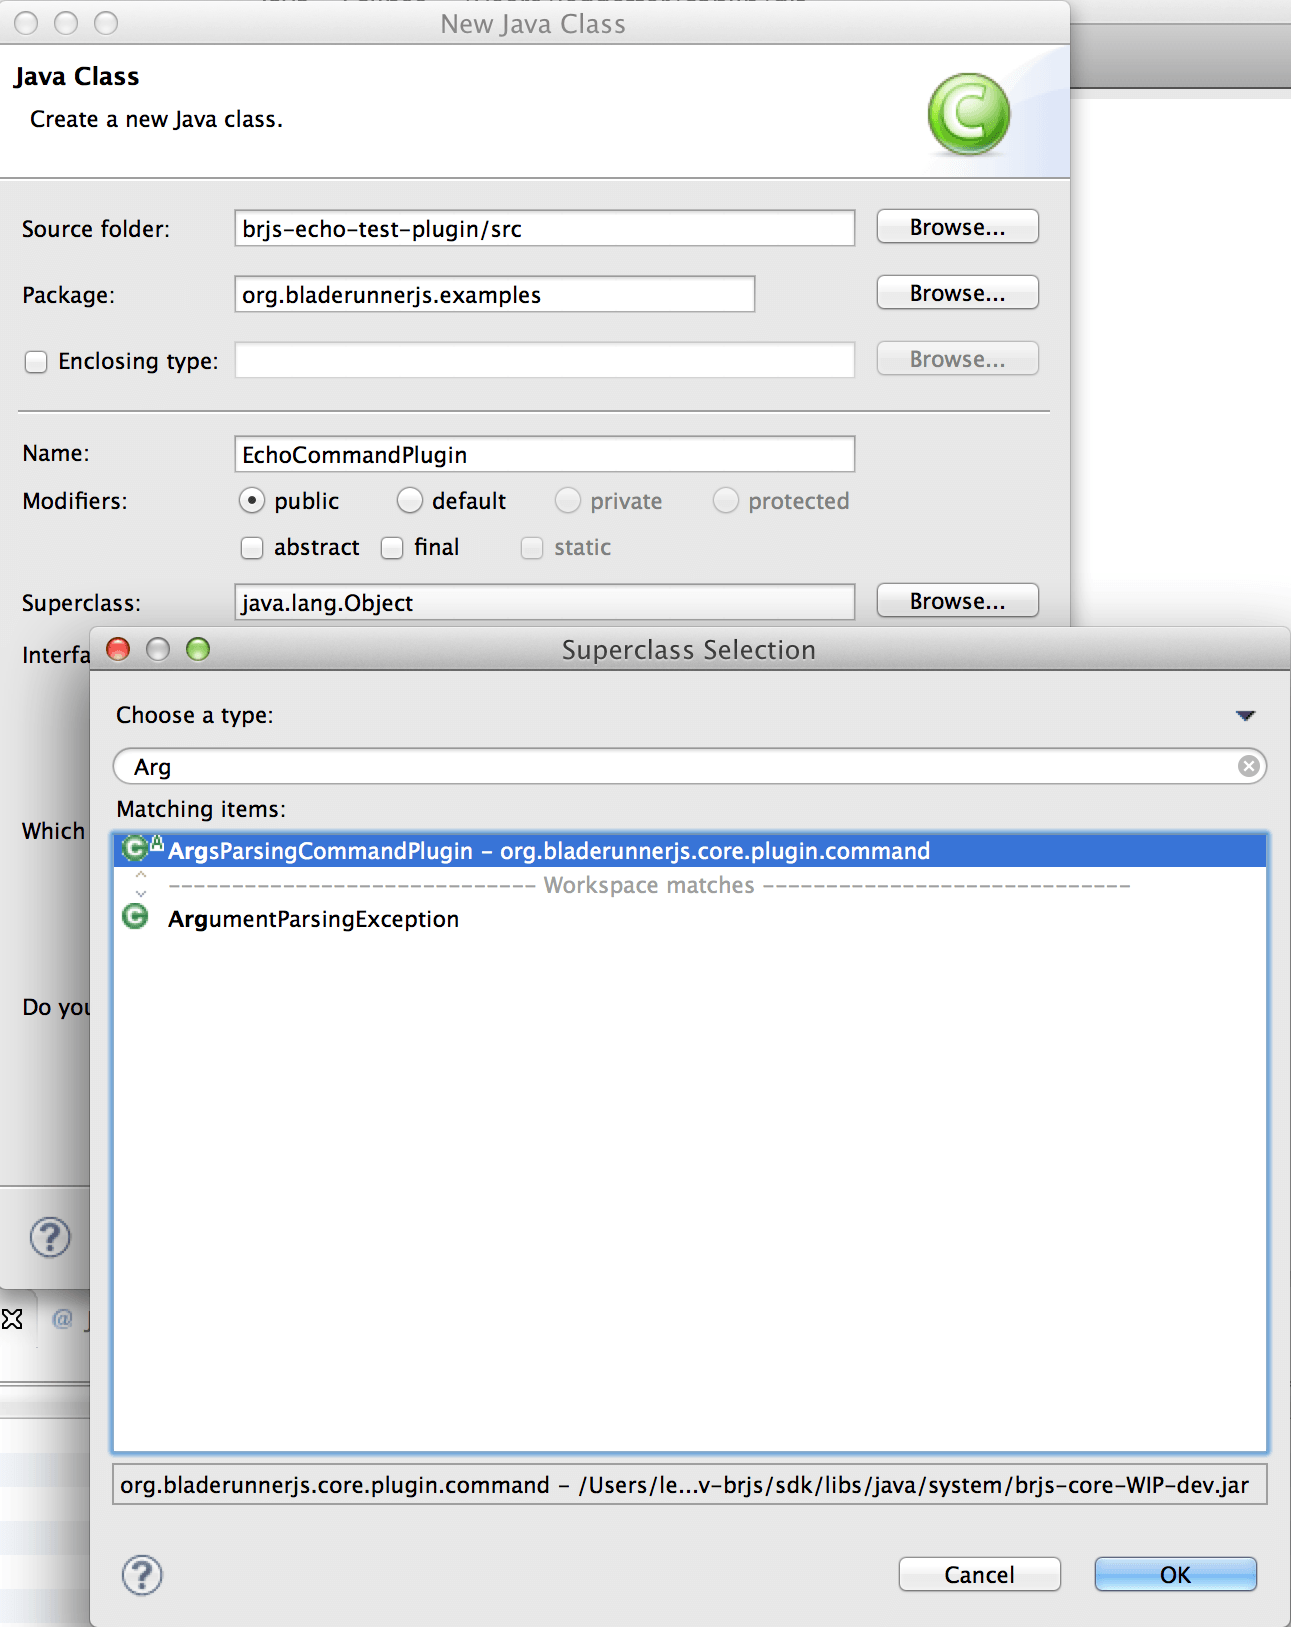 New Java Class
Java Class
Create a new Java class.
Source folder: brjs-echo-test-plugin/src Browse...
Package: org.bladerunnerjs.examples Browse...
Enclosing type: Browse...
Name: EchoCommandPlugin
Modifiers: public default private protected
abstract final static
Superclass: java.lang.Object Browse...
Interfa
Superclass Selection
Choose a type:
Arg
Matching items:
Which
ArgsParsingCommandPlugin – org.bladerunnerjs.core.plugin.command
Workspace matches
ArgumentParsingException
Do you
org.bladerunnerjs.core.plugin.command – /Users/le...v-brjs/sdk/libs/java/system/brjs-core-WIP-dev.jar
Cancel OK